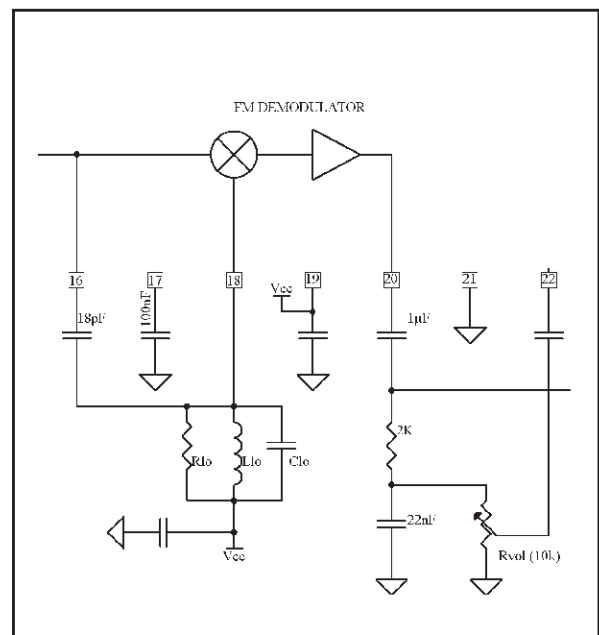 FM DEMODULATOR
16
17
18
19
20
21
22
Vcc
18pF
100nF
1µF
2K
Rlo
Llo
Clo
22nF
Vcc
Rvol (10k)